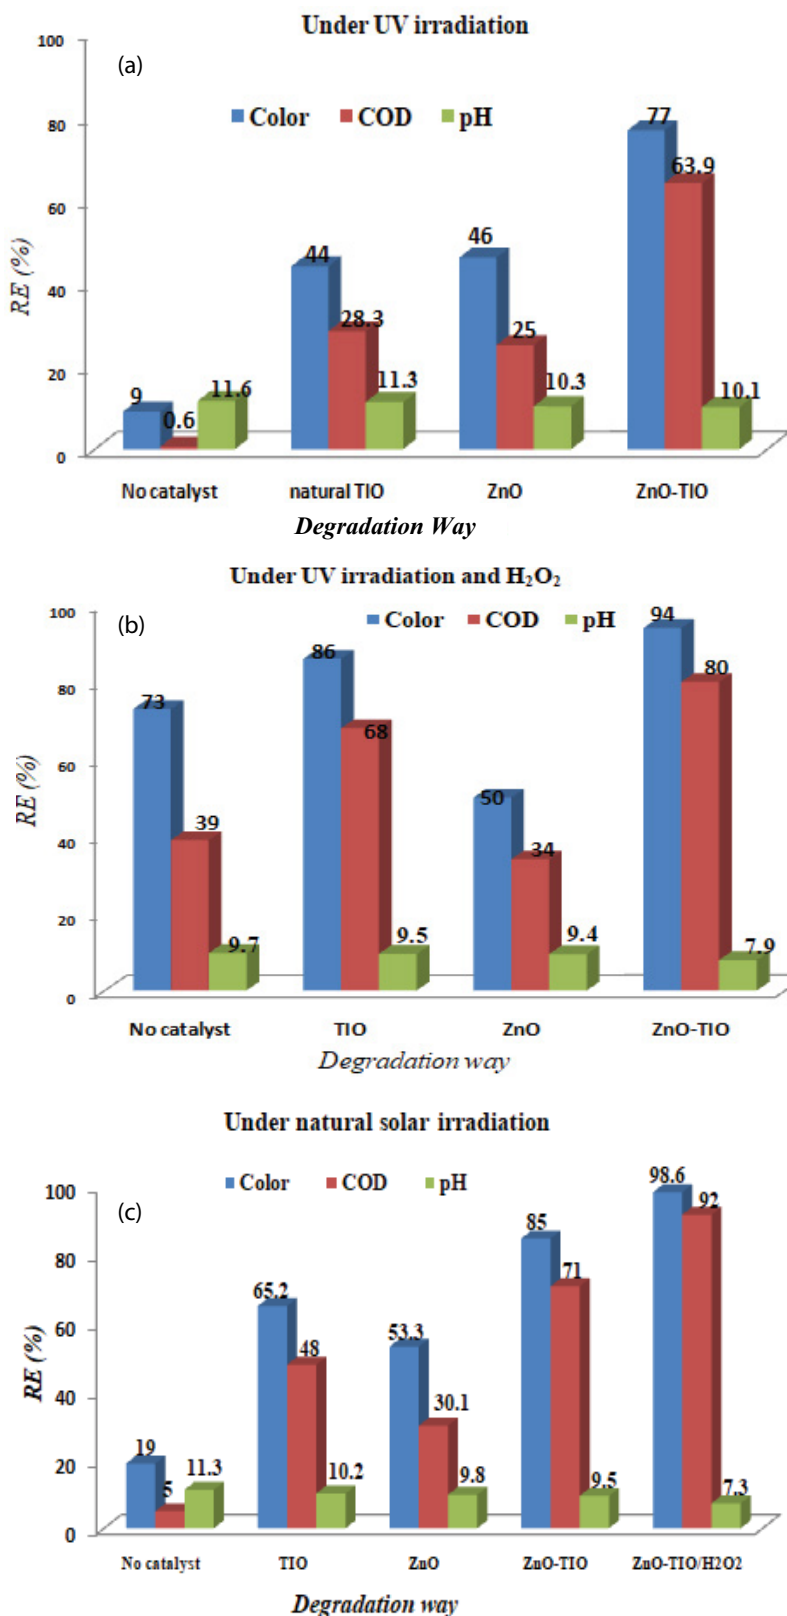 Under UV irradiation
(a)
Color COD pH
RE (%)
100
80
60
40
20
0
9 0.6 11.6
44 28.3 11.3
46 25 10.3
77 63.9 10.1
No catalyst natural TIO ZnO ZnO-TIO
Degradation Way
Under UV irradiation and H₂O₂
(b)
Color COD pH
RE (%)
100
80
60
40
20
0
73 39 9.7
86 68 9.5
50 34 9.4
94 80 7.9
No catalyst TIO ZnO ZnO-TIO
Degradation way
Under natural solar irradiation
(c)
Color COD pH
RE (%)
100
80
60
40
20
0
19 5 11.3
65.2 48 10.2
53.3 30.1 9.8
85 71 9.5
98.6 92 7.3
No catalyst TIO ZnO ZnO-TIO ZnO-TIO/H2O2
Degradation way